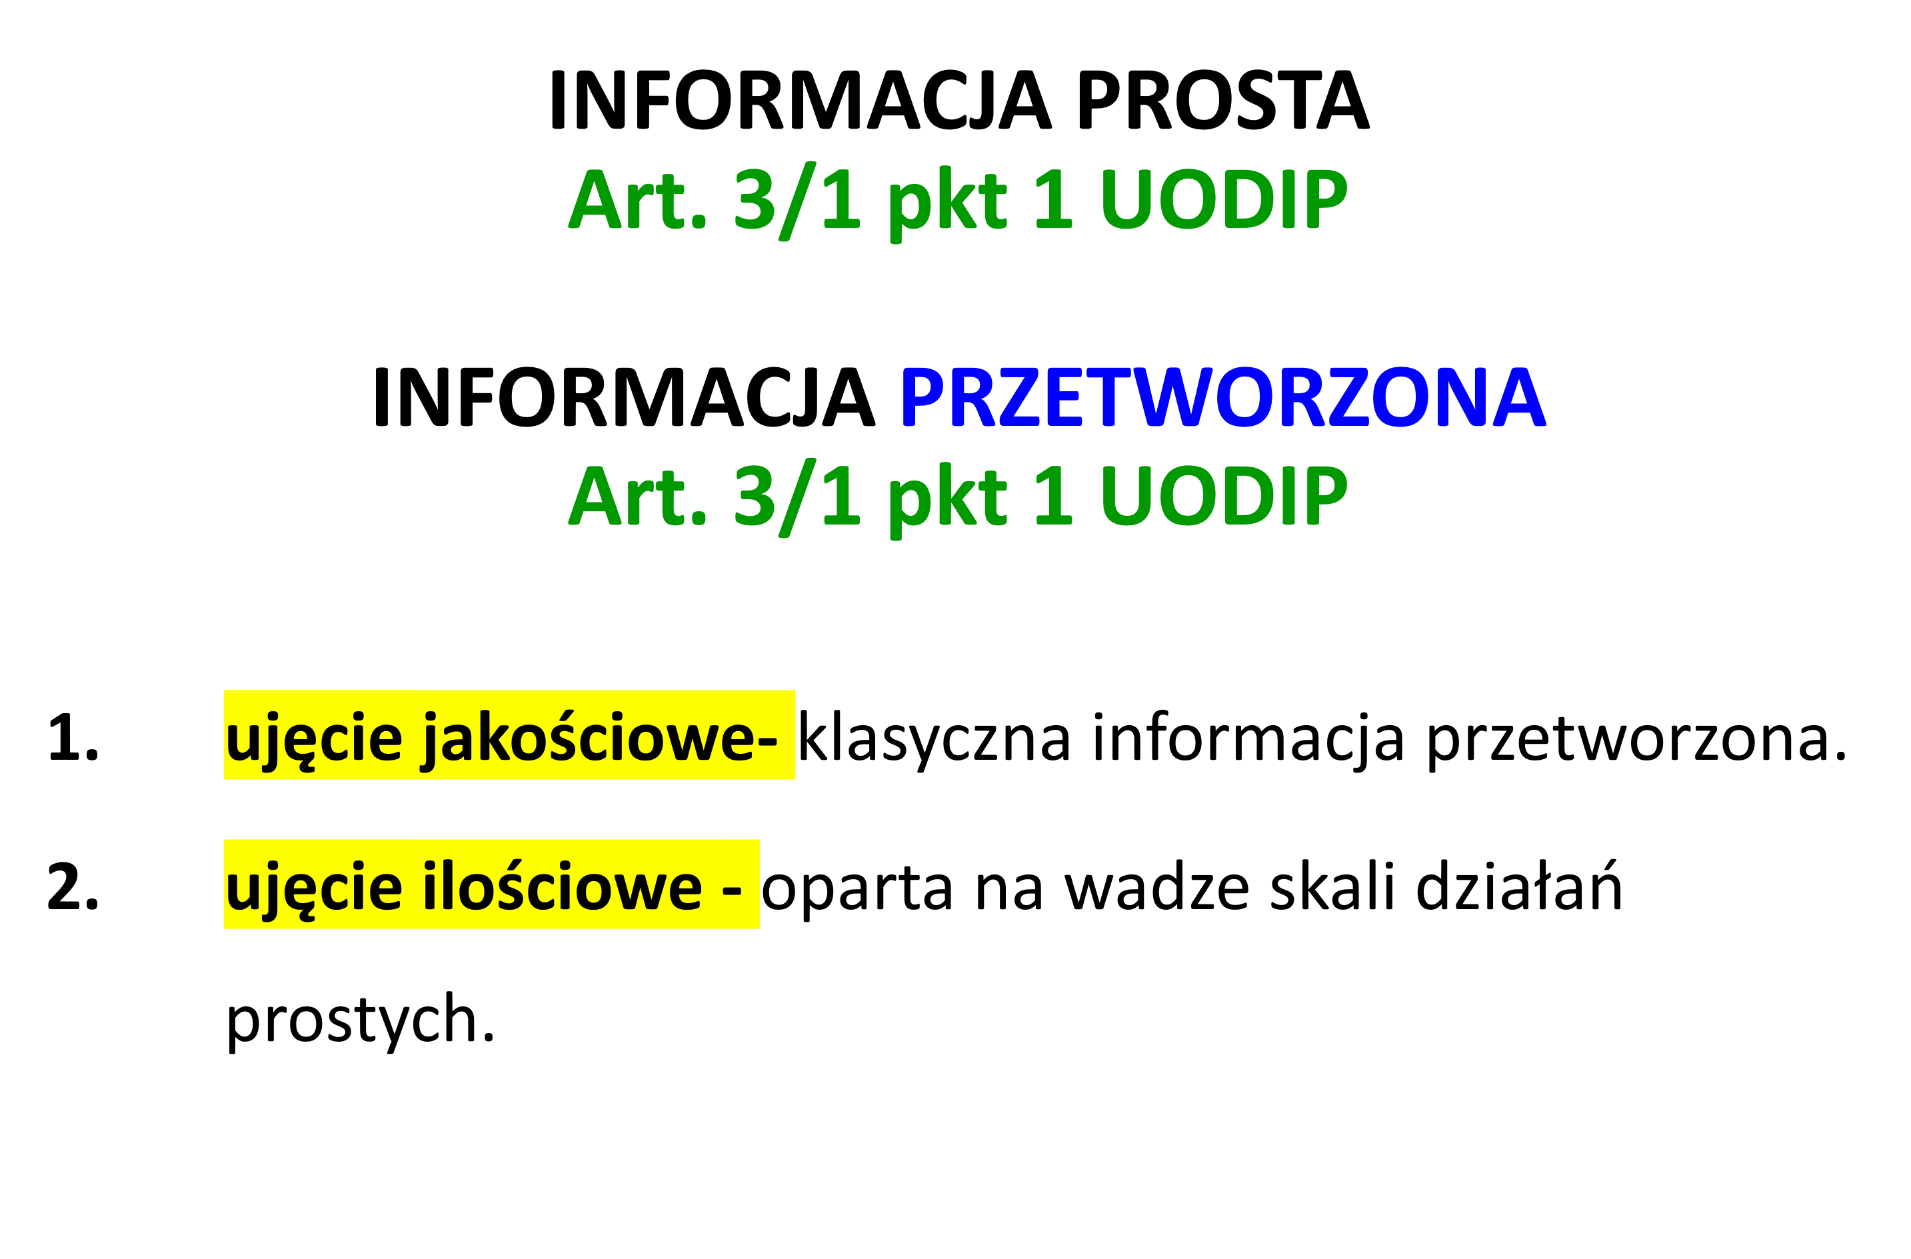 INFORMACJA PROSTA
Art. 3/1 pkt 1 UODIP
INFORMACJA PRZETWORZONA
Art. 3/1 pkt 1 UODIP
1. ujęcie jakościowe- klasyczna informacja przetworzona.
2. ujęcie ilościowe - oparta na wadze skali działań
prostych.